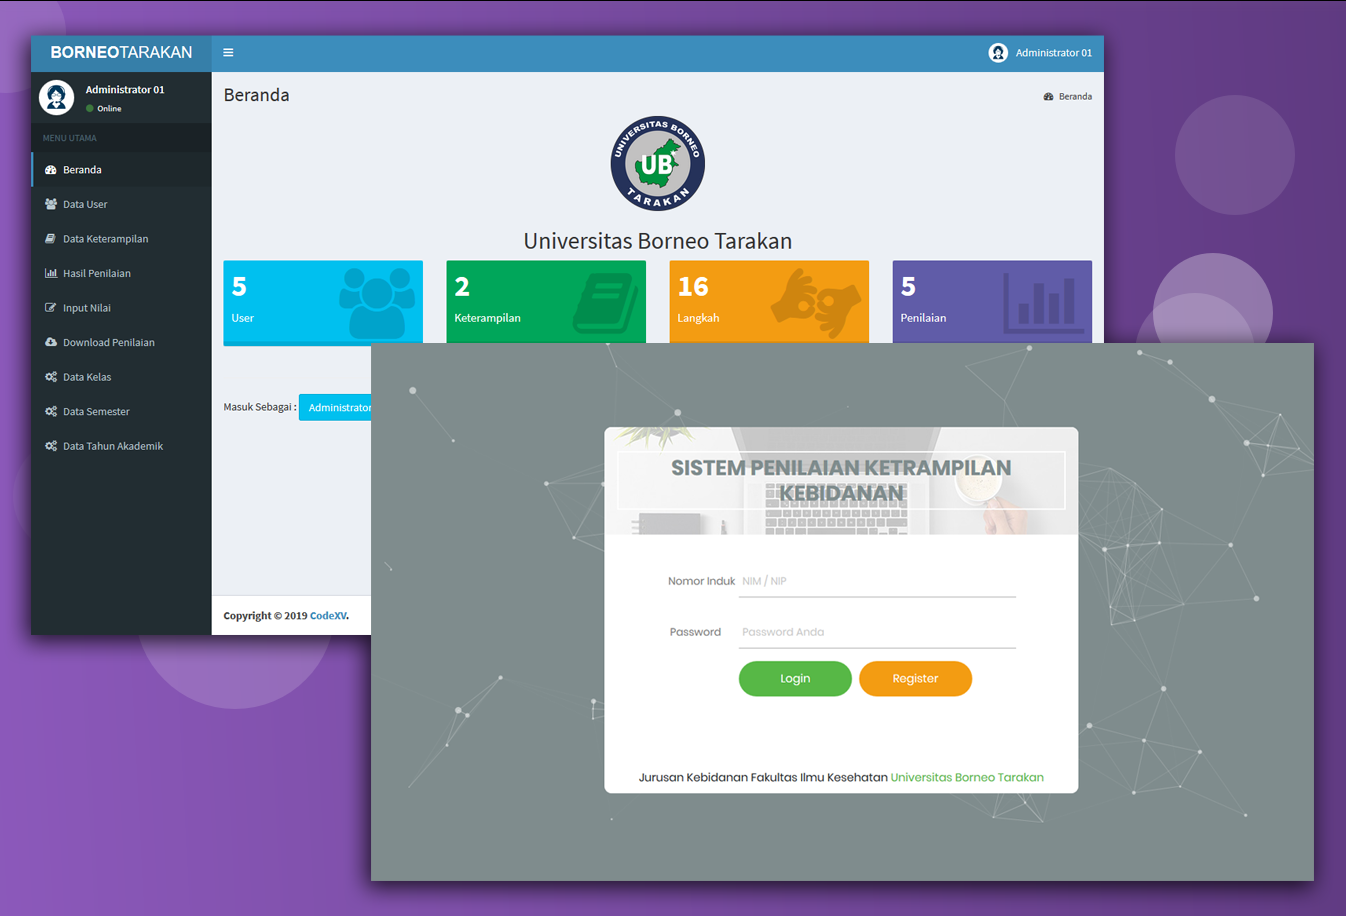 BORNEOTARAKAN
Administrator 01
Administrator 01
Online
MENU UTAMA
Beranda
Data User
Data Keterampilan
Hasil Penilaian
Input Nilai
Download Penilaian
Data Kelas
Data Semester
Data Tahun Akademik
Beranda
Beranda
UNIVERSITAS BORNEO
UB
TARAKAN
Universitas Borneo Tarakan
5
User
2
Keterampilan
16
Langkah
5
Penilaian
Masuk Sebagai : Administrator
Copyright © 2019 CodeXV.
SISTEM PENILAIAN KETRAMPILAN
KEBIDANAN
Nomor Induk NIM / NIP
Password Password Anda
Login Register
Jurusan Kebidanan Fakultas Ilmu Kesehatan Universitas Borneo Tarakan